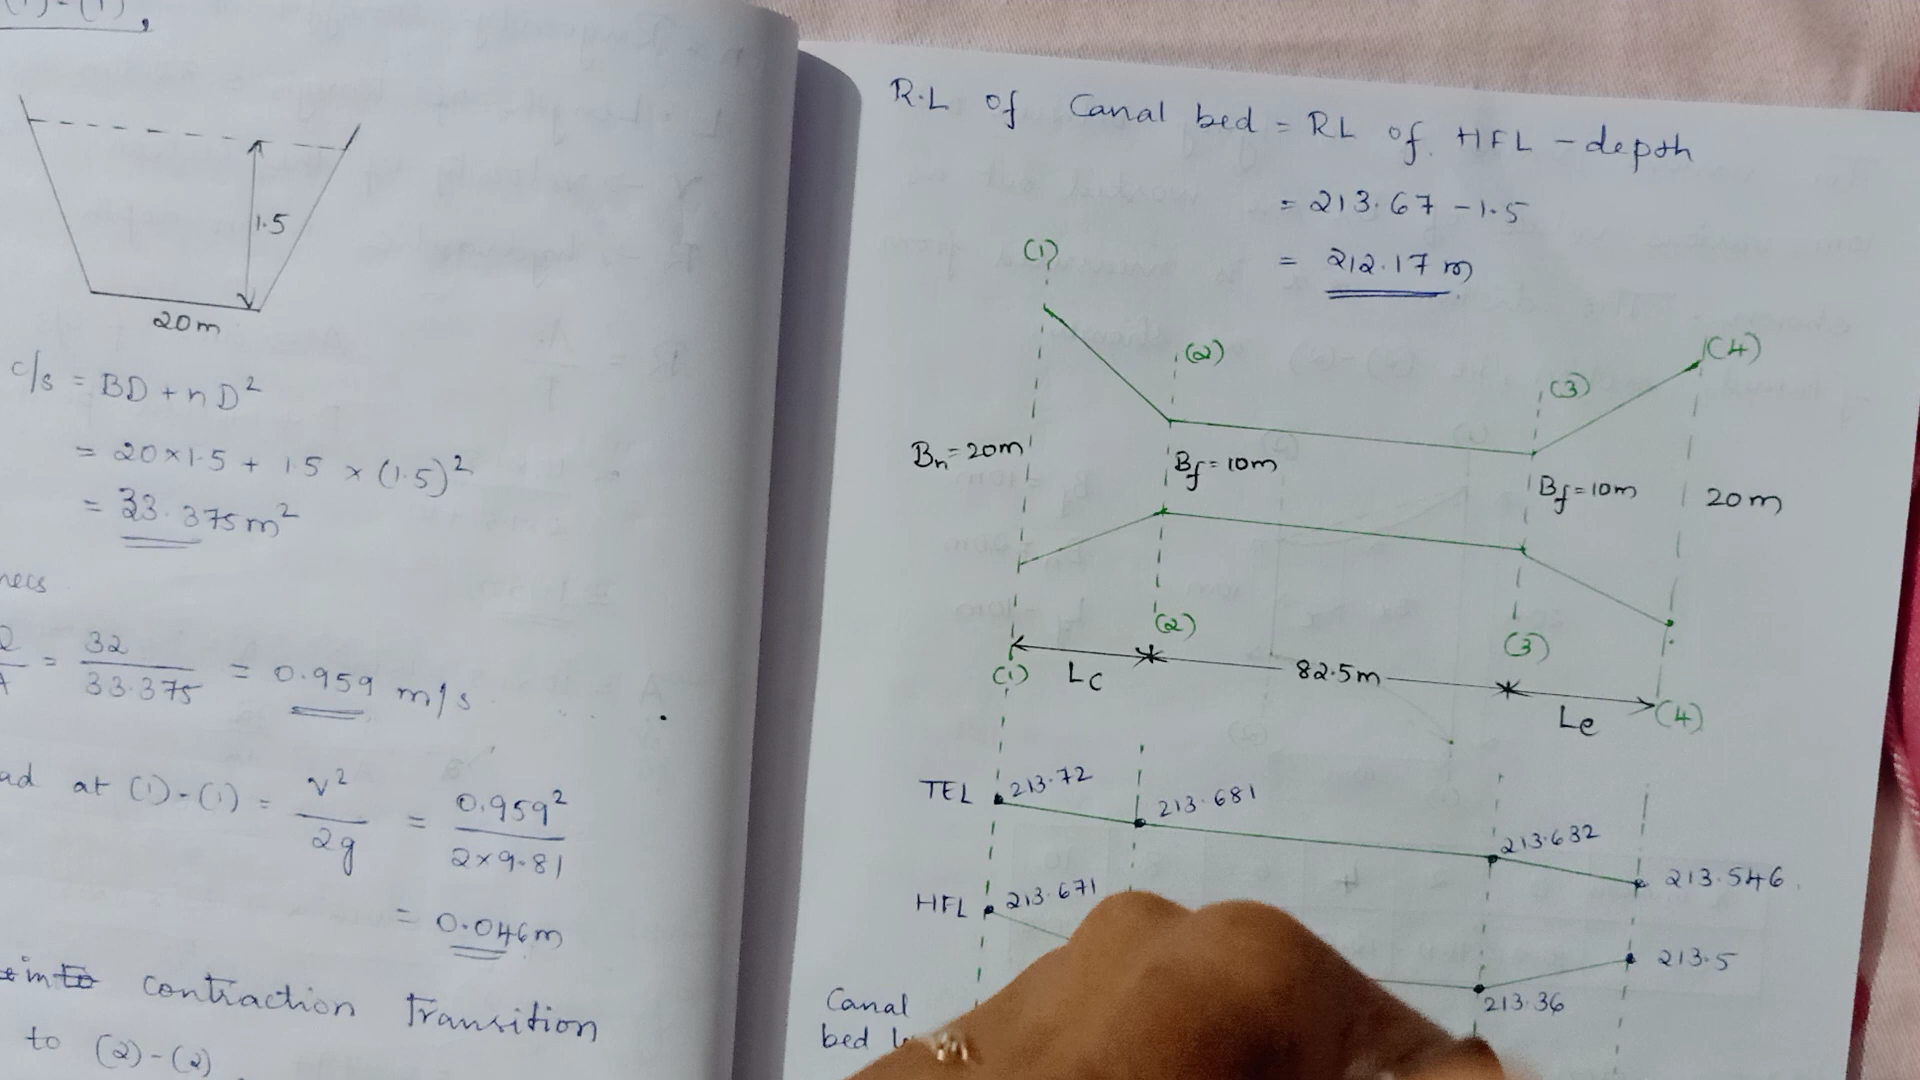 (1)-(1),
1.5
20m
c/s = BD + nD²
= 20×1.5 + 1.5 × (1.5)²
= 33.375m²
= 32 / 33.375 = 0.959 m/s
at (1)-(1) = v² / 2g = 0.959² / 2×9.81
= 0.046m
contraction Transition
to (2)-(2)
R.L of Canal bed = RL of HFL - depth
= 213.67 - 1.5
= 212.17 m
(1)
(2)
(3)
(4)
Bn = 20m
Bf = 10m
Bf = 10m
20m
(2)
(3)
(1)
Lc
82.5m
Le
(4)
TEL 213.72
213.681
213.632
213.546
HFL 213.671
213.5
213.36
Canal
bed